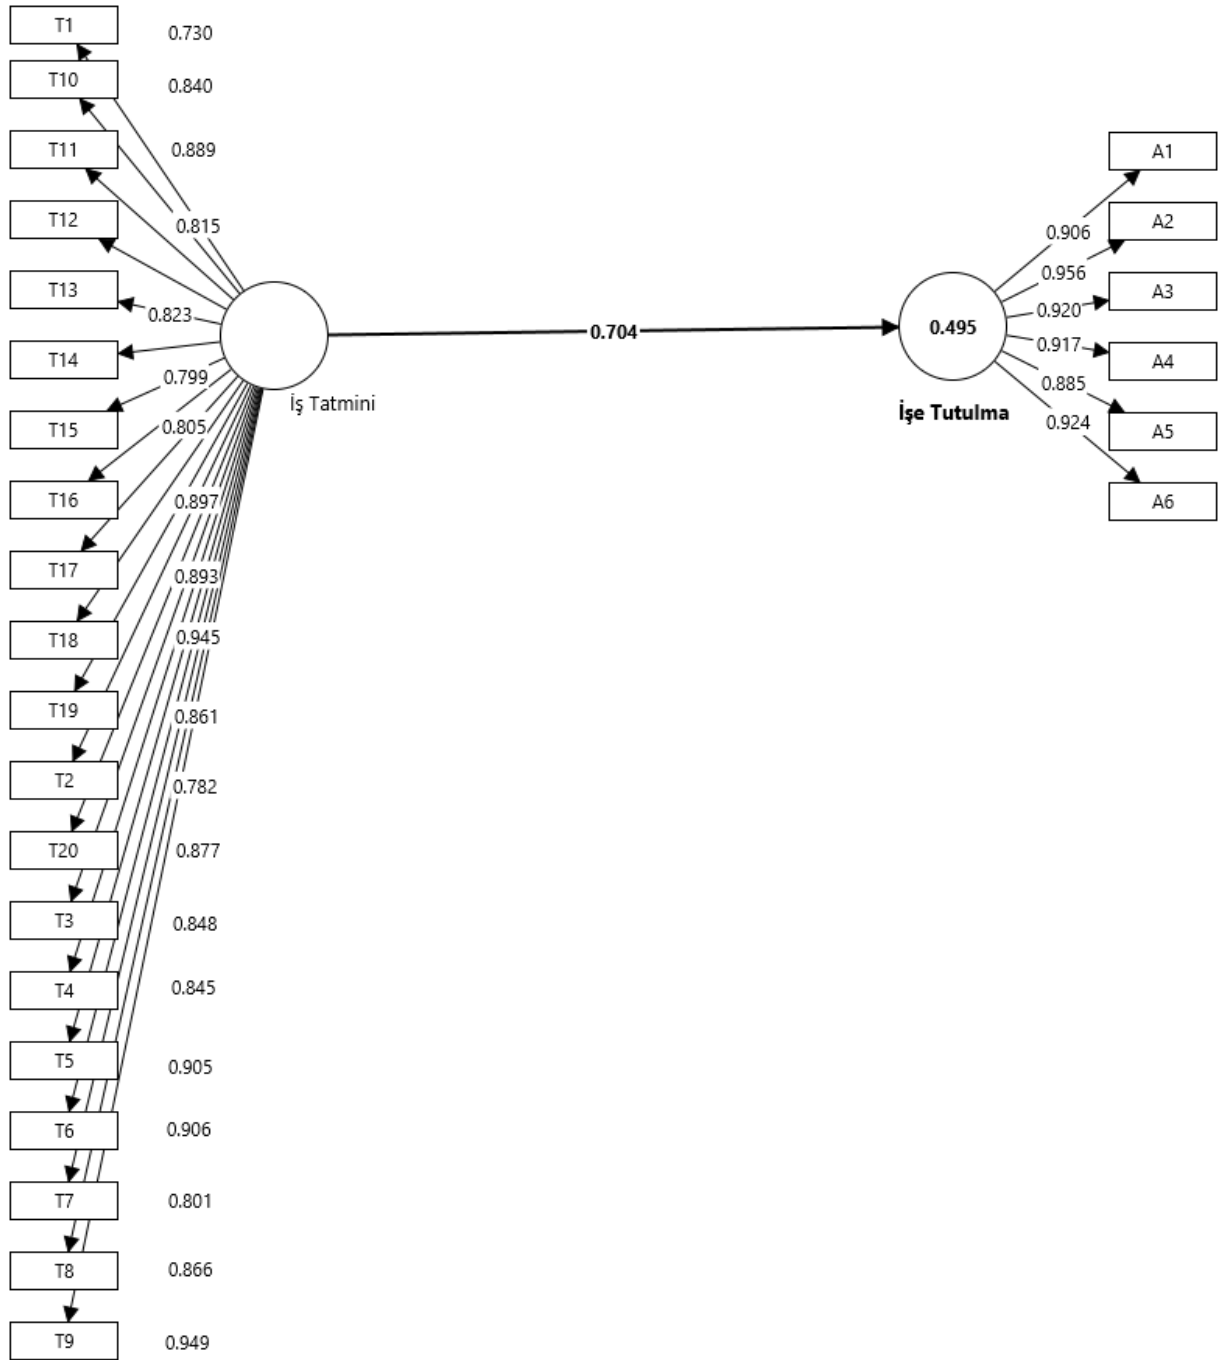 T1 0.730
T10 0.840
T11 0.889
T12 0.815
T13 0.823
T14 0.799
T15 0.805
T16 0.897
T17 0.893
T18 0.945
T19 0.861
T2 0.782
T20 0.877
T3 0.848
T4 0.845
T5 0.905
T6 0.906
T7 0.801
T8 0.866
T9 0.949
İş Tatmini
0.704
0.495
İşe Tutulma
0.906 A1
0.956 A2
0.920 A3
0.917 A4
0.885 A5
0.924 A6